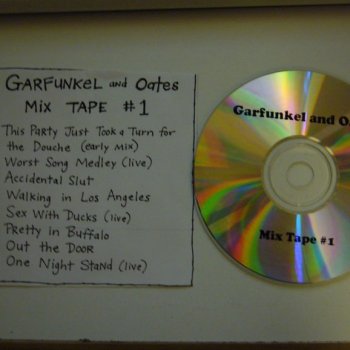 GARFUNKEL and Oates
Mix TAPE #1
This Party Just Took a Turn for
the Douche (early mix)
Worst Song Medley (live)
Accidental Slut
Walking in Los Angeles
Sex With Ducks (live)
Pretty in Buffalo
Out the DOOR
One Night Stand (live)
Garfunkel and Oa
Mix Tape #1